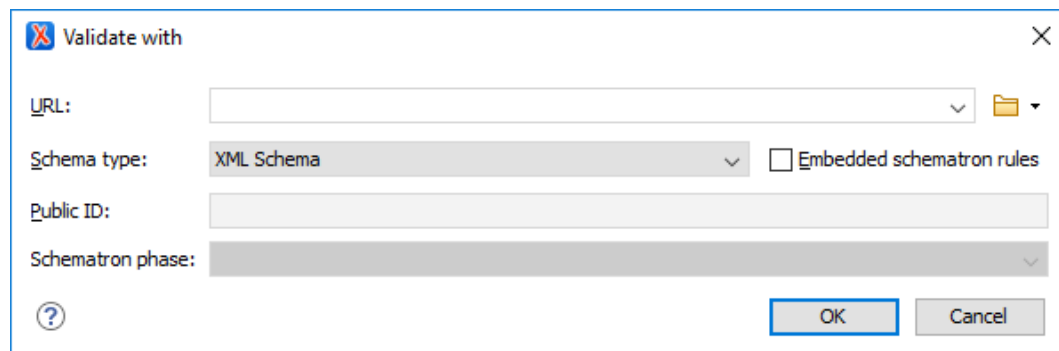 Validate with
URL:
Schema type: XML Schema Embedded schematron rules
Public ID:
Schematron phase:
? OK Cancel